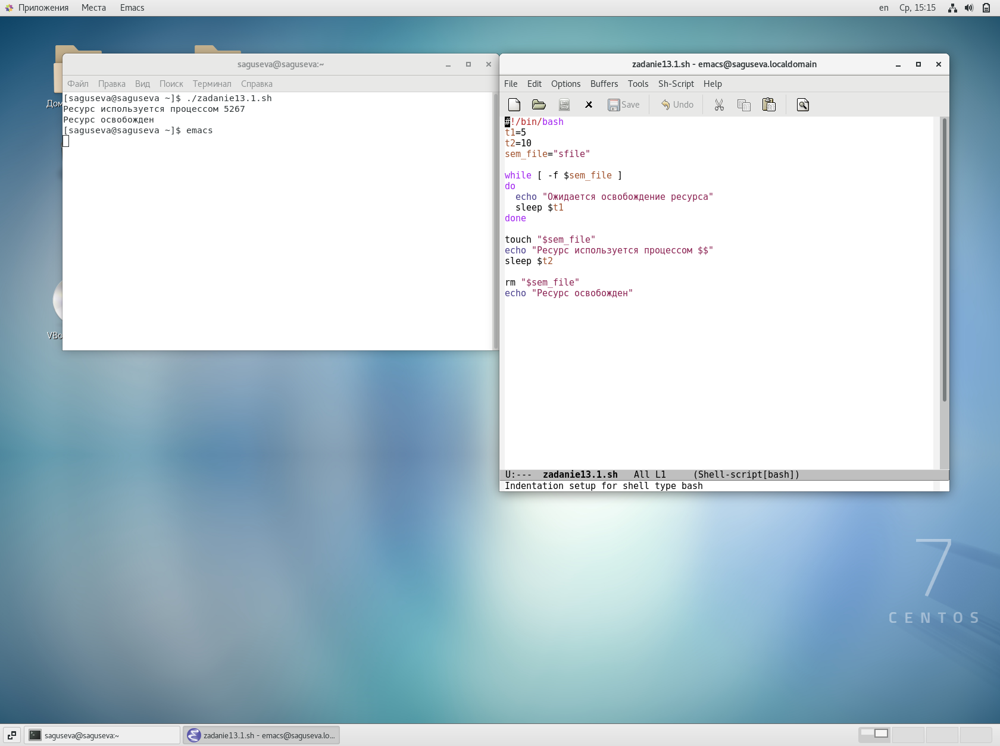 Приложения Места Emacs en Ср, 15:15
saguseva@saguseva:~
Файл Правка Вид Поиск Терминал Справка
[saguseva@saguseva ~]$ ./zadanie13.1.sh
Ресурс используется процессом 5267
Ресурс освобожден
[saguseva@saguseva ~]$ emacs
zadanie13.1.sh - emacs@saguseva.localdomain
File Edit Options Buffers Tools Sh-Script Help
Save Undo
#!/bin/bash
t1=5
t2=10
sem_file="sfile"
while [ -f $sem_file ]
do
echo "Ожидается освобождение ресурса"
sleep $t1
done
touch "$sem_file"
echo "Ресурс используется процессом $$"
sleep $t2
rm "$sem_file"
echo "Ресурс освобожден"
U:--- zadanie13.1.sh All L1 (Shell-script[bash])
Indentation setup for shell type bash
7
CENTOS
saguseva@saguseva:~
zadanie13.1.sh - emacs@saguseva.lo...